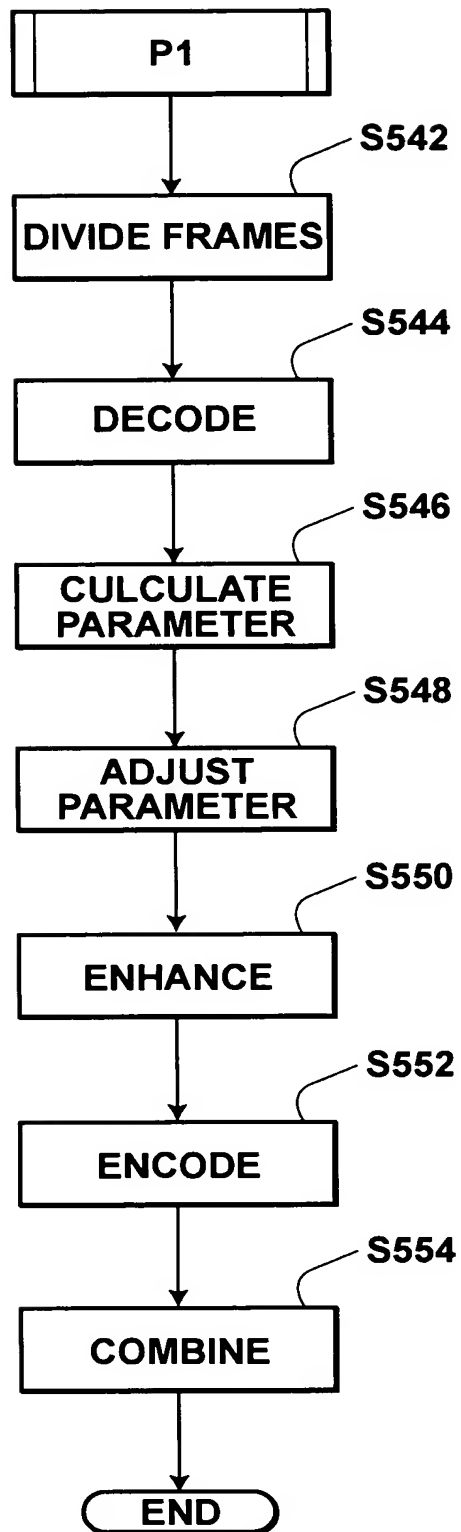 P1
S542
DIVIDE FRAMES
S544
DECODE
S546
CULCULATE
PARAMETER
S548
ADJUST
PARAMETER
S550
ENHANCE
S552
ENCODE
S554
COMBINE
END